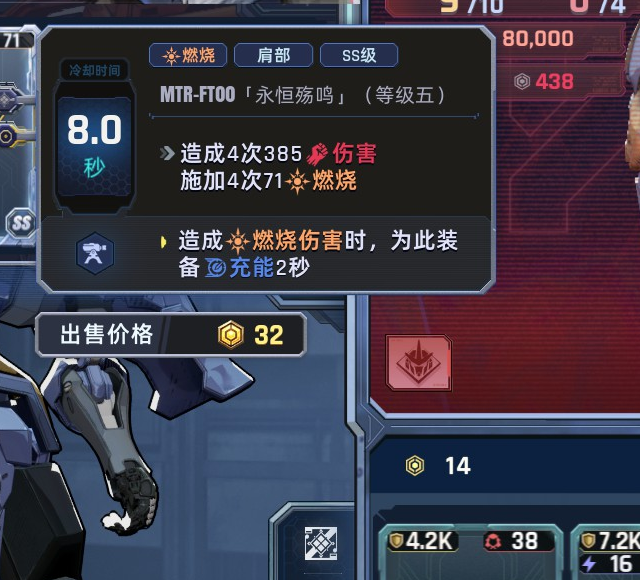 9/10
74
71
燃烧 肩部 SS级
80,000
冷却时间
438
MTR-FT00「永恒殇鸣」（等级五）
8.0
秒
造成4次385伤害
施加4次71燃烧
SS
造成燃烧伤害时，为此装
备充能2秒
出售价格 32
14
4.2K 38 7.2K
16